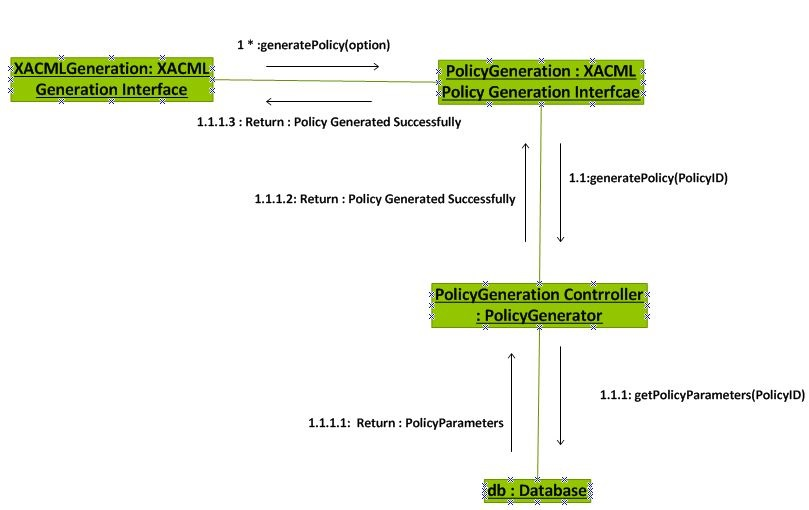 1 * :generatePolicy(option)
XACMLGeneration: XACML
Generation Interface
PolicyGeneration : XACML
Policy Generation Interfcae
1.1.1.3 : Return : Policy Generated Successfully
1.1:generatePolicy(PolicyID)
1.1.1.2: Return : Policy Generated Successfully
PolicyGeneration Contrroller
: PolicyGenerator
1.1.1: getPolicyParameters(PolicyID)
1.1.1.1: Return : PolicyParameters
db : Database